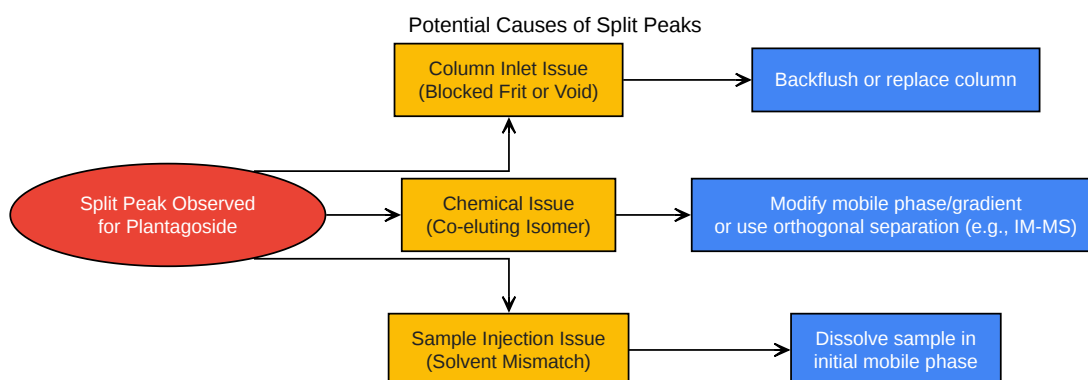 Potential Causes of Split Peaks
Column Inlet Issue
(Blocked Frit or Void)
Backflush or replace column
Split Peak Observed
for Plantagoside
Chemical Issue
(Co-eluting Isomer)
Modify mobile phase/gradient
or use orthogonal separation (e.g., IM-MS)
Sample Injection Issue
(Solvent Mismatch)
Dissolve sample in
initial mobile phase